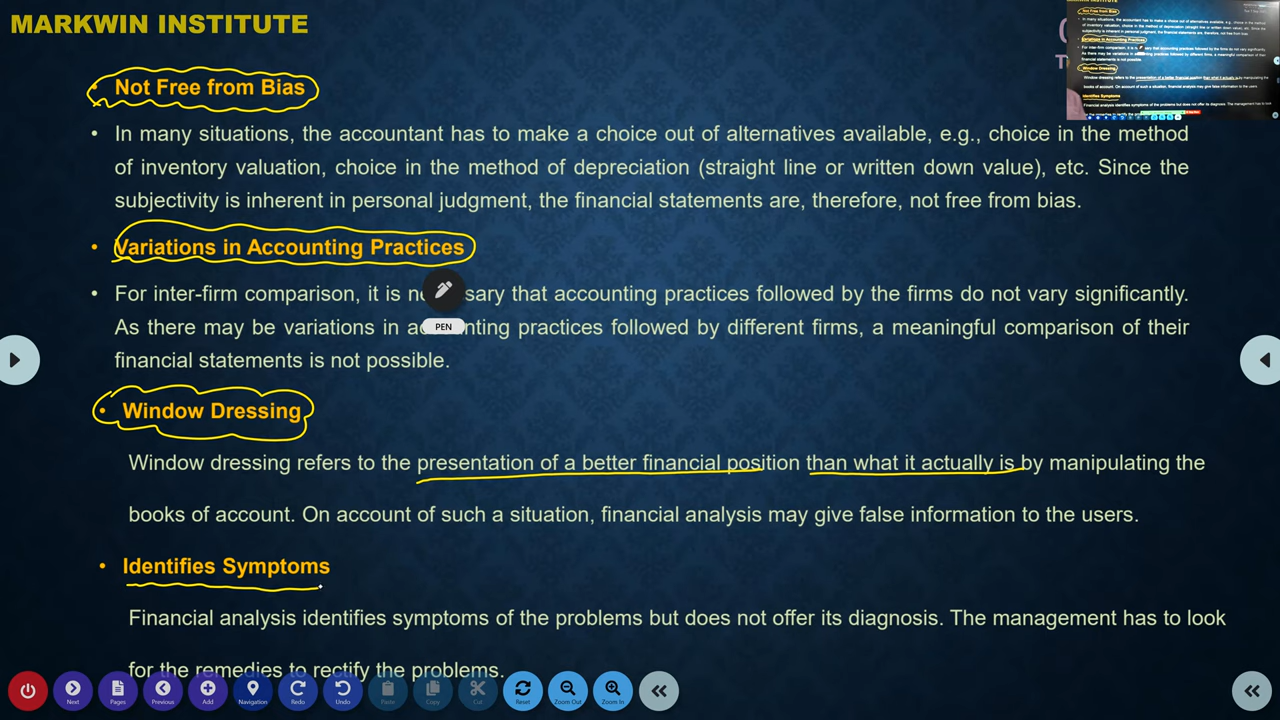 MARKWIN INSTITUTE
• Not Free from Bias
• In many situations, the accountant has to make a choice out of alternatives available, e.g., choice in the method
of inventory valuation, choice in the method of depreciation (straight line or written down value), etc. Since the
subjectivity is inherent in personal judgment, the financial statements are, therefore, not free from bias.
• Variations in Accounting Practices
• For inter-firm comparison, it is sary that accounting practices followed by the firms do not vary significantly.
As there may be variations in ac nting practices followed by different firms, a meaningful comparison of their
financial statements is not possible.
PEN
• Window Dressing
Window dressing refers to the presentation of a better financial position than what it actually is by manipulating the
books of account. On account of such a situation, financial analysis may give false information to the users.
• Identifies Symptoms
Financial analysis identifies symptoms of the problems but does not offer its diagnosis. The management has to look
for the remedies to rectify the problems.
Next Pages Previous Add Navigation Redo Undo Paste Copy Cut Reset Zoom Out Zoom In